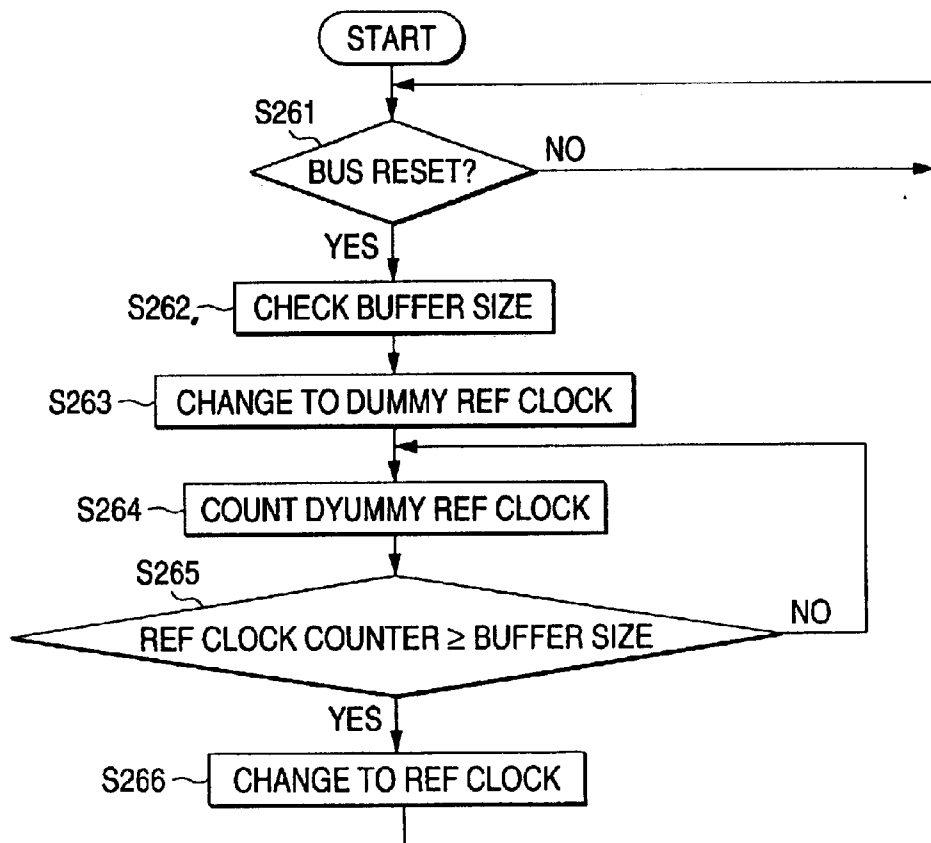 START
S261
BUS RESET?
NO
YES
S262,
CHECK BUFFER SIZE
S263
CHANGE TO DUMMY REF CLOCK
S264
COUNT DYUMMY REF CLOCK
S265
REF CLOCK COUNTER ≥ BUFFER SIZE
NO
YES
S266
CHANGE TO REF CLOCK